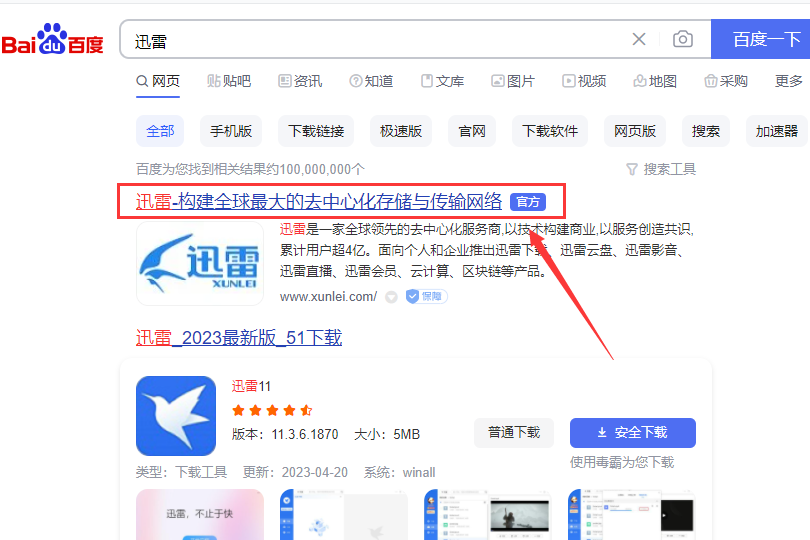 Bai du 百度
迅雷
百度一下
网页 贴吧 资讯 知道 文库 图片 视频 地图 采购 更多
全部 手机版 下载链接 极速版 官网 下载软件 网页版 搜索 加速器
百度为您找到相关结果约100,000,000个 搜索工具
迅雷-构建全球最大的去中心化存储与传输网络 官方
迅雷是一家全球领先的去中心化服务商,以技术构建商业,以服务创造共识,
累计用户超4亿。面向个人和企业推出迅雷下载、迅雷云盘、迅雷影音、
迅雷直播、迅雷会员、云计算、区块链等产品。
迅雷
XUNLEI
www.xunlei.com/ 保障
迅雷_2023最新版_51下载
迅雷11
版本：11.3.6.1870 大小：5MB
普通下载 安全下载
使用毒霸为您下载
类型：下载工具 更新：2023-04-20 系统：winall
迅雷，不止于快